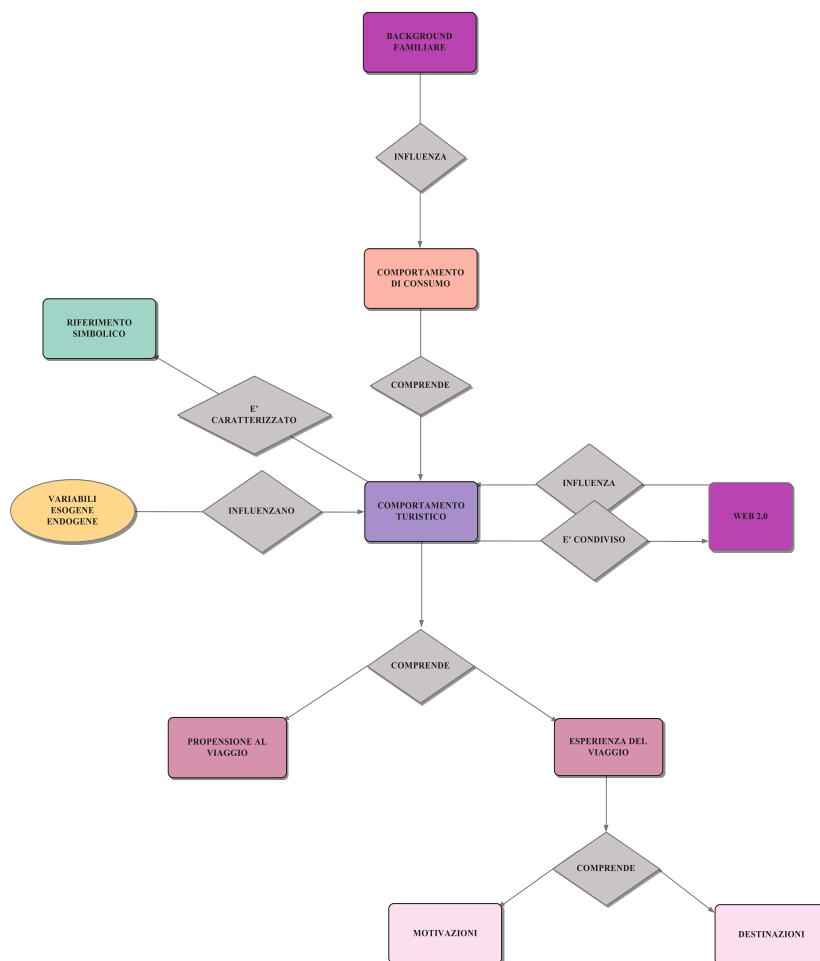 BACKGROUND
FAMILIARE
INFLUENZA
COMPORTAMENTO
DI CONSUMO
RIFERIMENTO
SIMBOLICO
COMPRENDE
E'
CARATTERIZZATO
VARIABILI
ESOGENE
ENDOGENE
INFLUENZANO
COMPORTAMENTO
TURISTICO
INFLUENZA
E' CONDIVISO
WEB 2.0
COMPRENDE
PROPENSIONE AL
VIAGGIO
ESPERIENZA DEL
VIAGGIO
COMPRENDE
MOTIVAZIONI
DESTINAZIONI